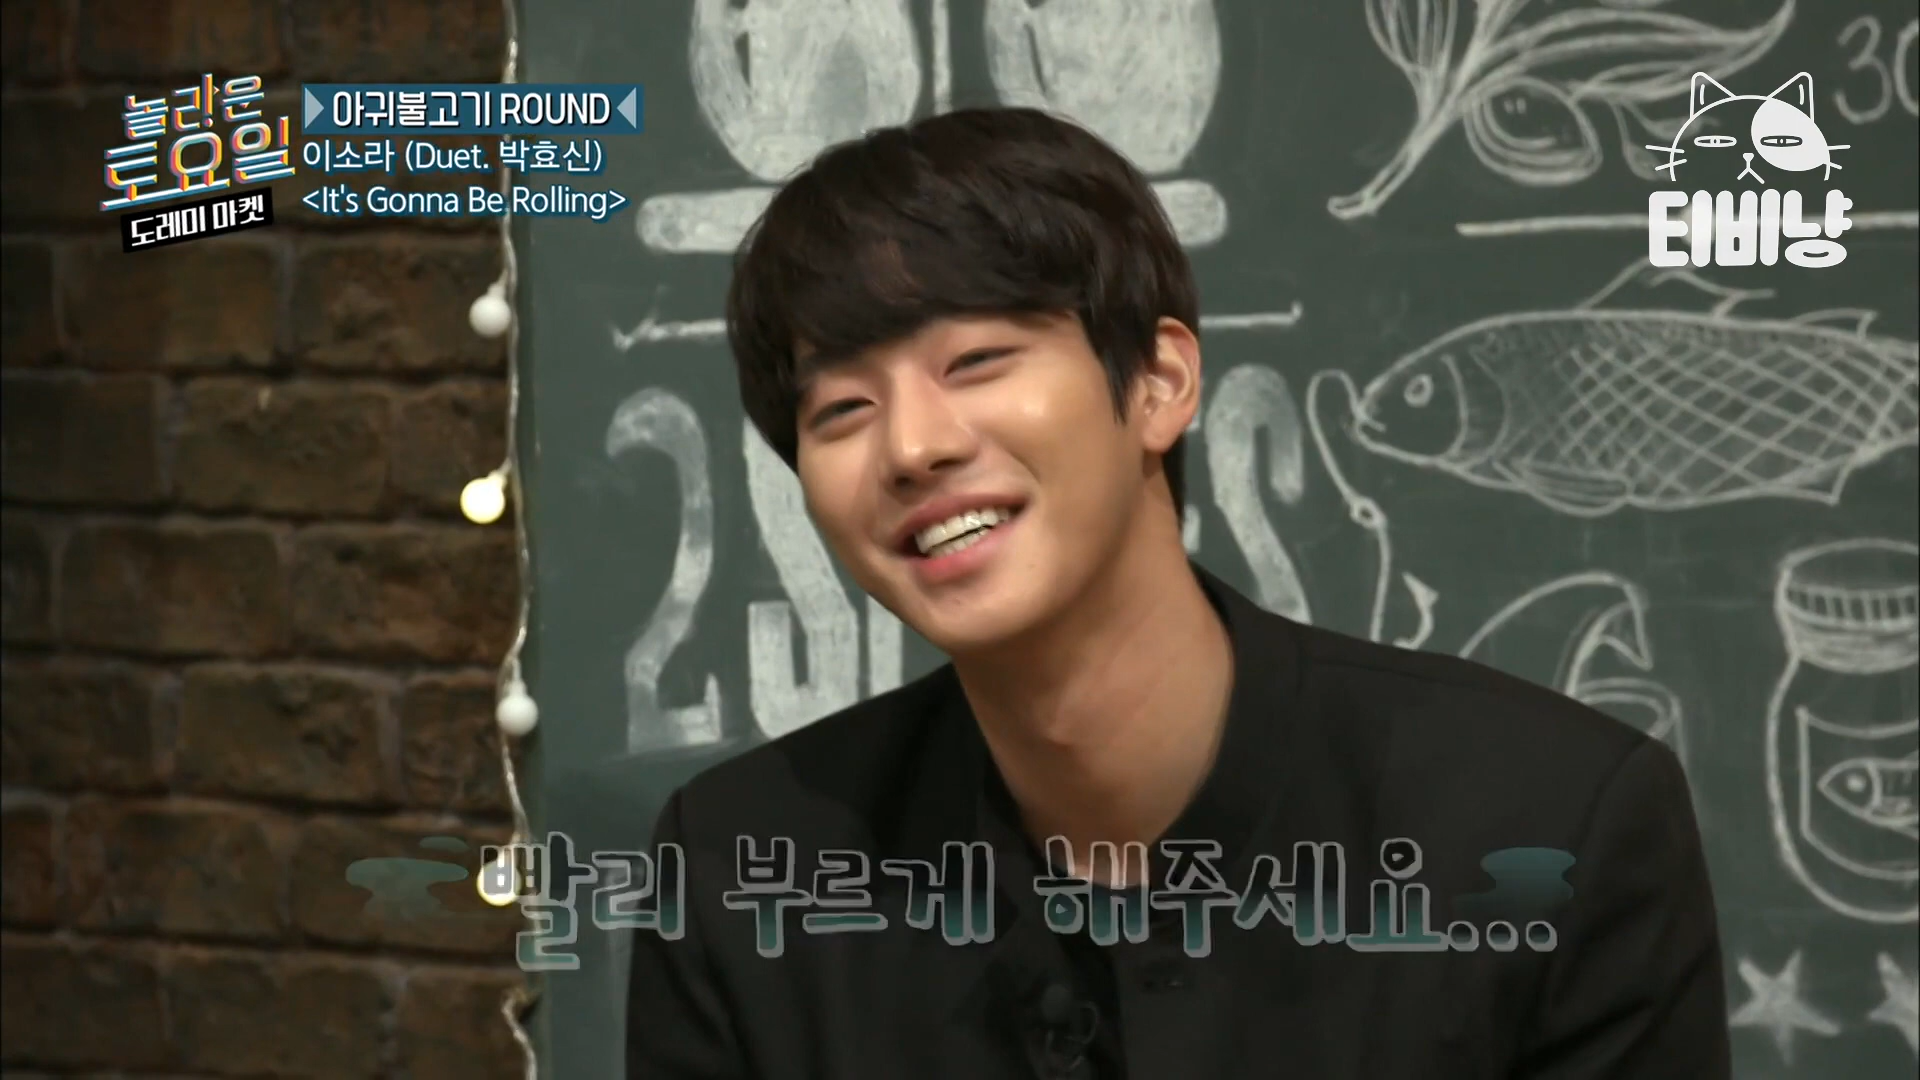 놀라운
토요일
도레미 마켓
아귀불고기 ROUND
이소라 (Duet. 박효신)
<It's Gonna Be Rolling>
티비냥
30
빨리 부르게 해주세요...